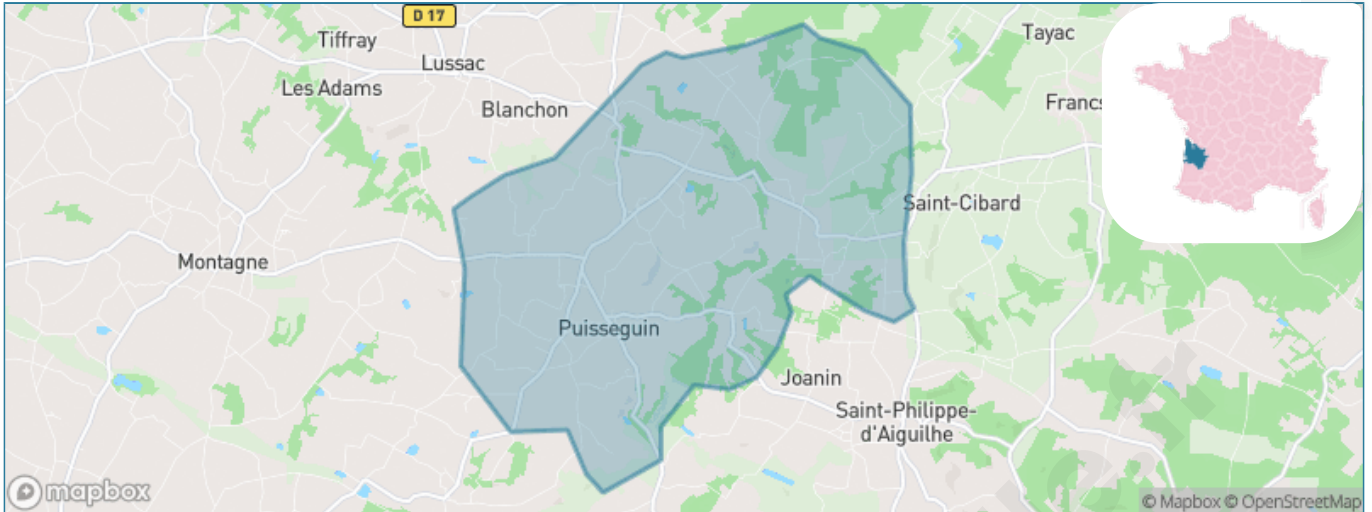 D 17
Tiffray
Tayac
Lussac
Les Adams
Francs
Blanchon
Saint-Cibard
Montagne
Puisseguin
Joanin
Saint-Philippe-
d'Aiguilhe
mapbox
© Mapbox © OpenStreetMap